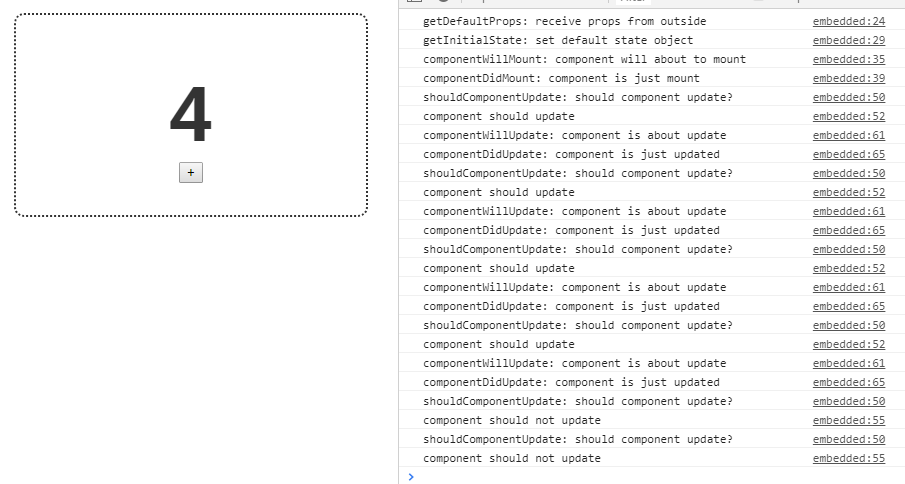 4
+
getDefaultProps: receive props from outside embedded:24
getInitialState: set default state object embedded:29
componentWillMount: component will about to mount embedded:35
componentDidMount: component is just mount embedded:39
shouldComponentUpdate: should component update? embedded:50
component should update embedded:52
componentWillUpdate: component is about update embedded:61
componentDidUpdate: component is just updated embedded:65
shouldComponentUpdate: should component update? embedded:50
component should update embedded:52
componentWillUpdate: component is about update embedded:61
componentDidUpdate: component is just updated embedded:65
shouldComponentUpdate: should component update? embedded:50
component should update embedded:52
componentWillUpdate: component is about update embedded:61
componentDidUpdate: component is just updated embedded:65
shouldComponentUpdate: should component update? embedded:50
component should update embedded:52
componentWillUpdate: component is about update embedded:61
componentDidUpdate: component is just updated embedded:65
shouldComponentUpdate: should component update? embedded:50
component should not update embedded:55
shouldComponentUpdate: should component update? embedded:50
component should not update embedded:55